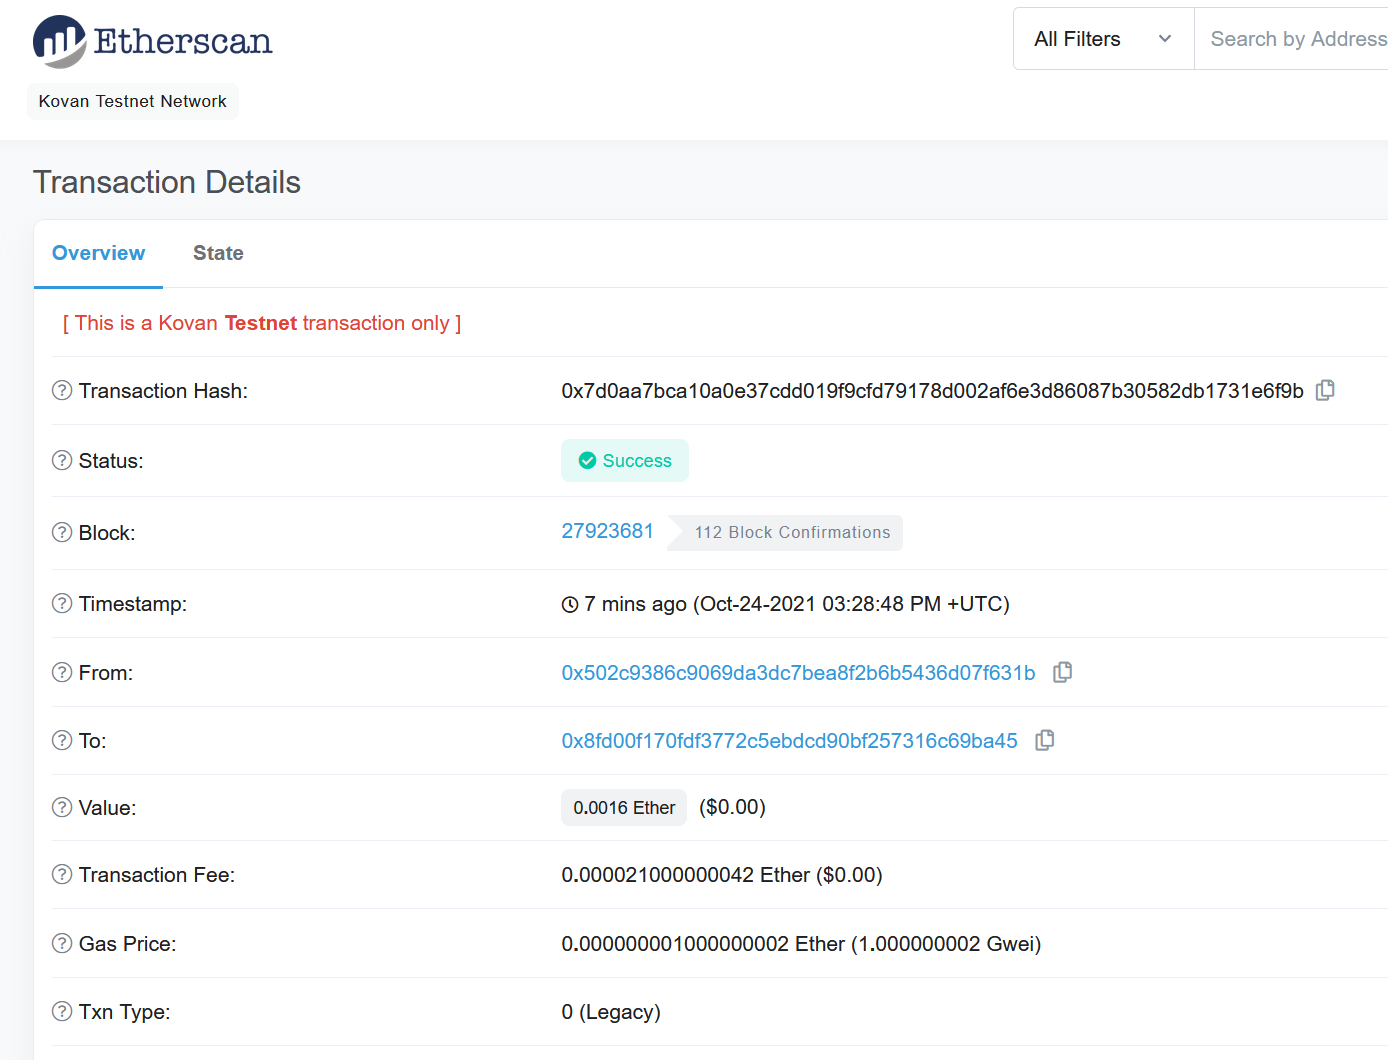 Etherscan
All Filters
Search by Address
Kovan Testnet Network
Transaction Details
Overview
State
[ This is a Kovan Testnet transaction only ]
Transaction Hash:
0x7d0aa7bca10a0e37cdd019f9cfd79178d002af6e3d86087b30582db1731e6f9b
Status:
Success
Block:
27923681
112 Block Confirmations
Timestamp:
7 mins ago (Oct-24-2021 03:28:48 PM +UTC)
From:
0x502c9386c9069da3dc7bea8f2b6b5436d07f631b
To:
0x8fd00f170fdf3772c5ebdcd90bf257316c69ba45
Value:
0.0016 Ether
($0.00)
Transaction Fee:
0.000021000000042 Ether ($0.00)
Gas Price:
0.000000001000000002 Ether (1.000000002 Gwei)
Txn Type:
0 (Legacy)